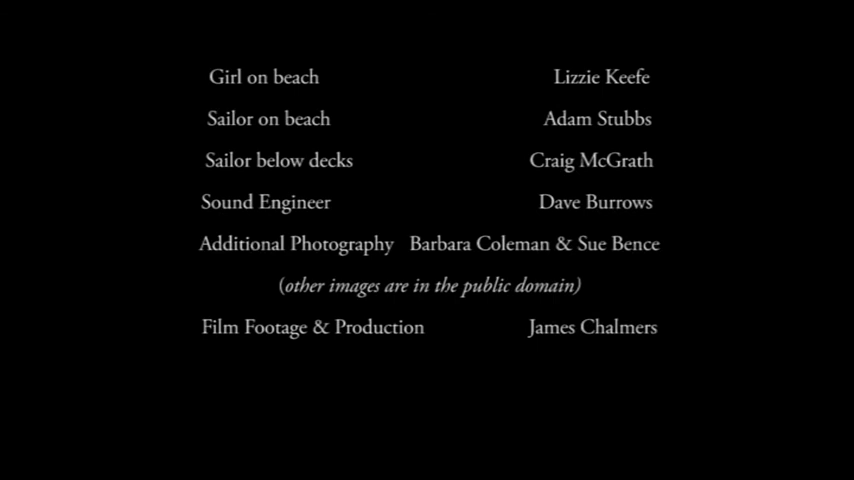 Girl on beach Lizzie Keefe
Sailor on beach Adam Stubbs
Sailor below decks Craig McGrath
Sound Engineer Dave Burrows
Additional Photography Barbara Coleman & Sue Bence
(other images are in the public domain)
Film Footage & Production James Chalmers